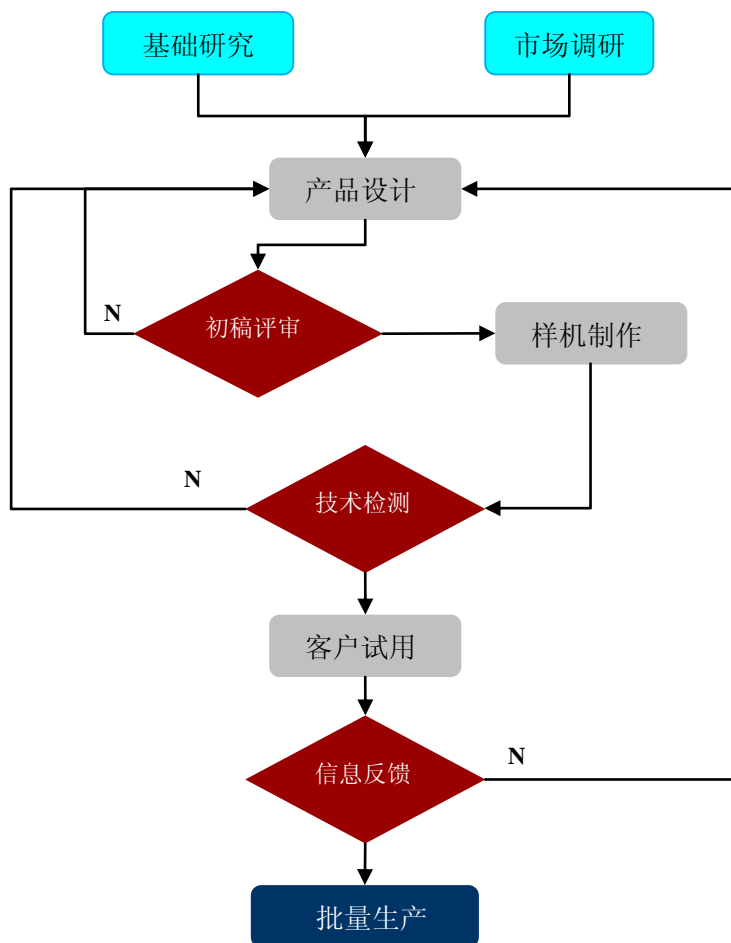 基础研究
市场调研
产品设计
N
初稿评审
样机制作
N
技术检测
客户试用
信息反馈
N
批量生产